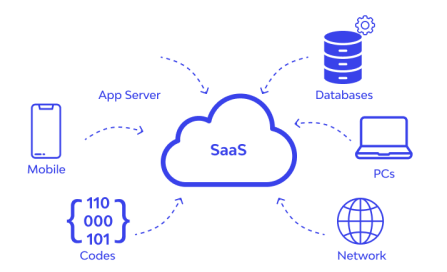 App Server
Databases
SaaS
Mobile
PCs
110
000
101
Codes
Network